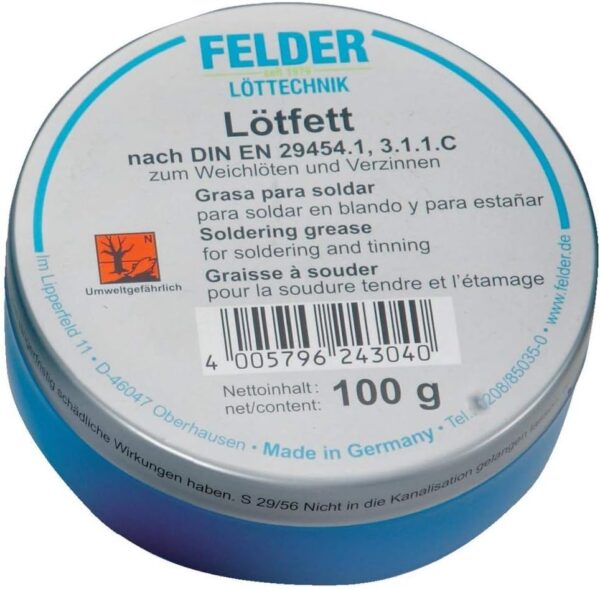 FELDER
SEIT 1979
LÖTTECHNIK
Lötfett
nach DIN EN 29454.1, 3.1.1.C
zum Weichlöten und Verzinnen
Grasa para soldar
para soldar en blando y para estañar
Soldering grease
for soldering and tinning
Graisse à souder
pour la soudure tendre et l'étamage
N
Umweltgefährlich
4 005796 243040
Nettoinhalt:
net/content: 100 g
Im Lipperfeld 11 • D-46047 Oberhausen • Made in Germany • Tel. 0208/85035-0 • www.felder.de
schädliche Wirkungen haben. S 29/56 Nicht in die Kanalisation gelangen